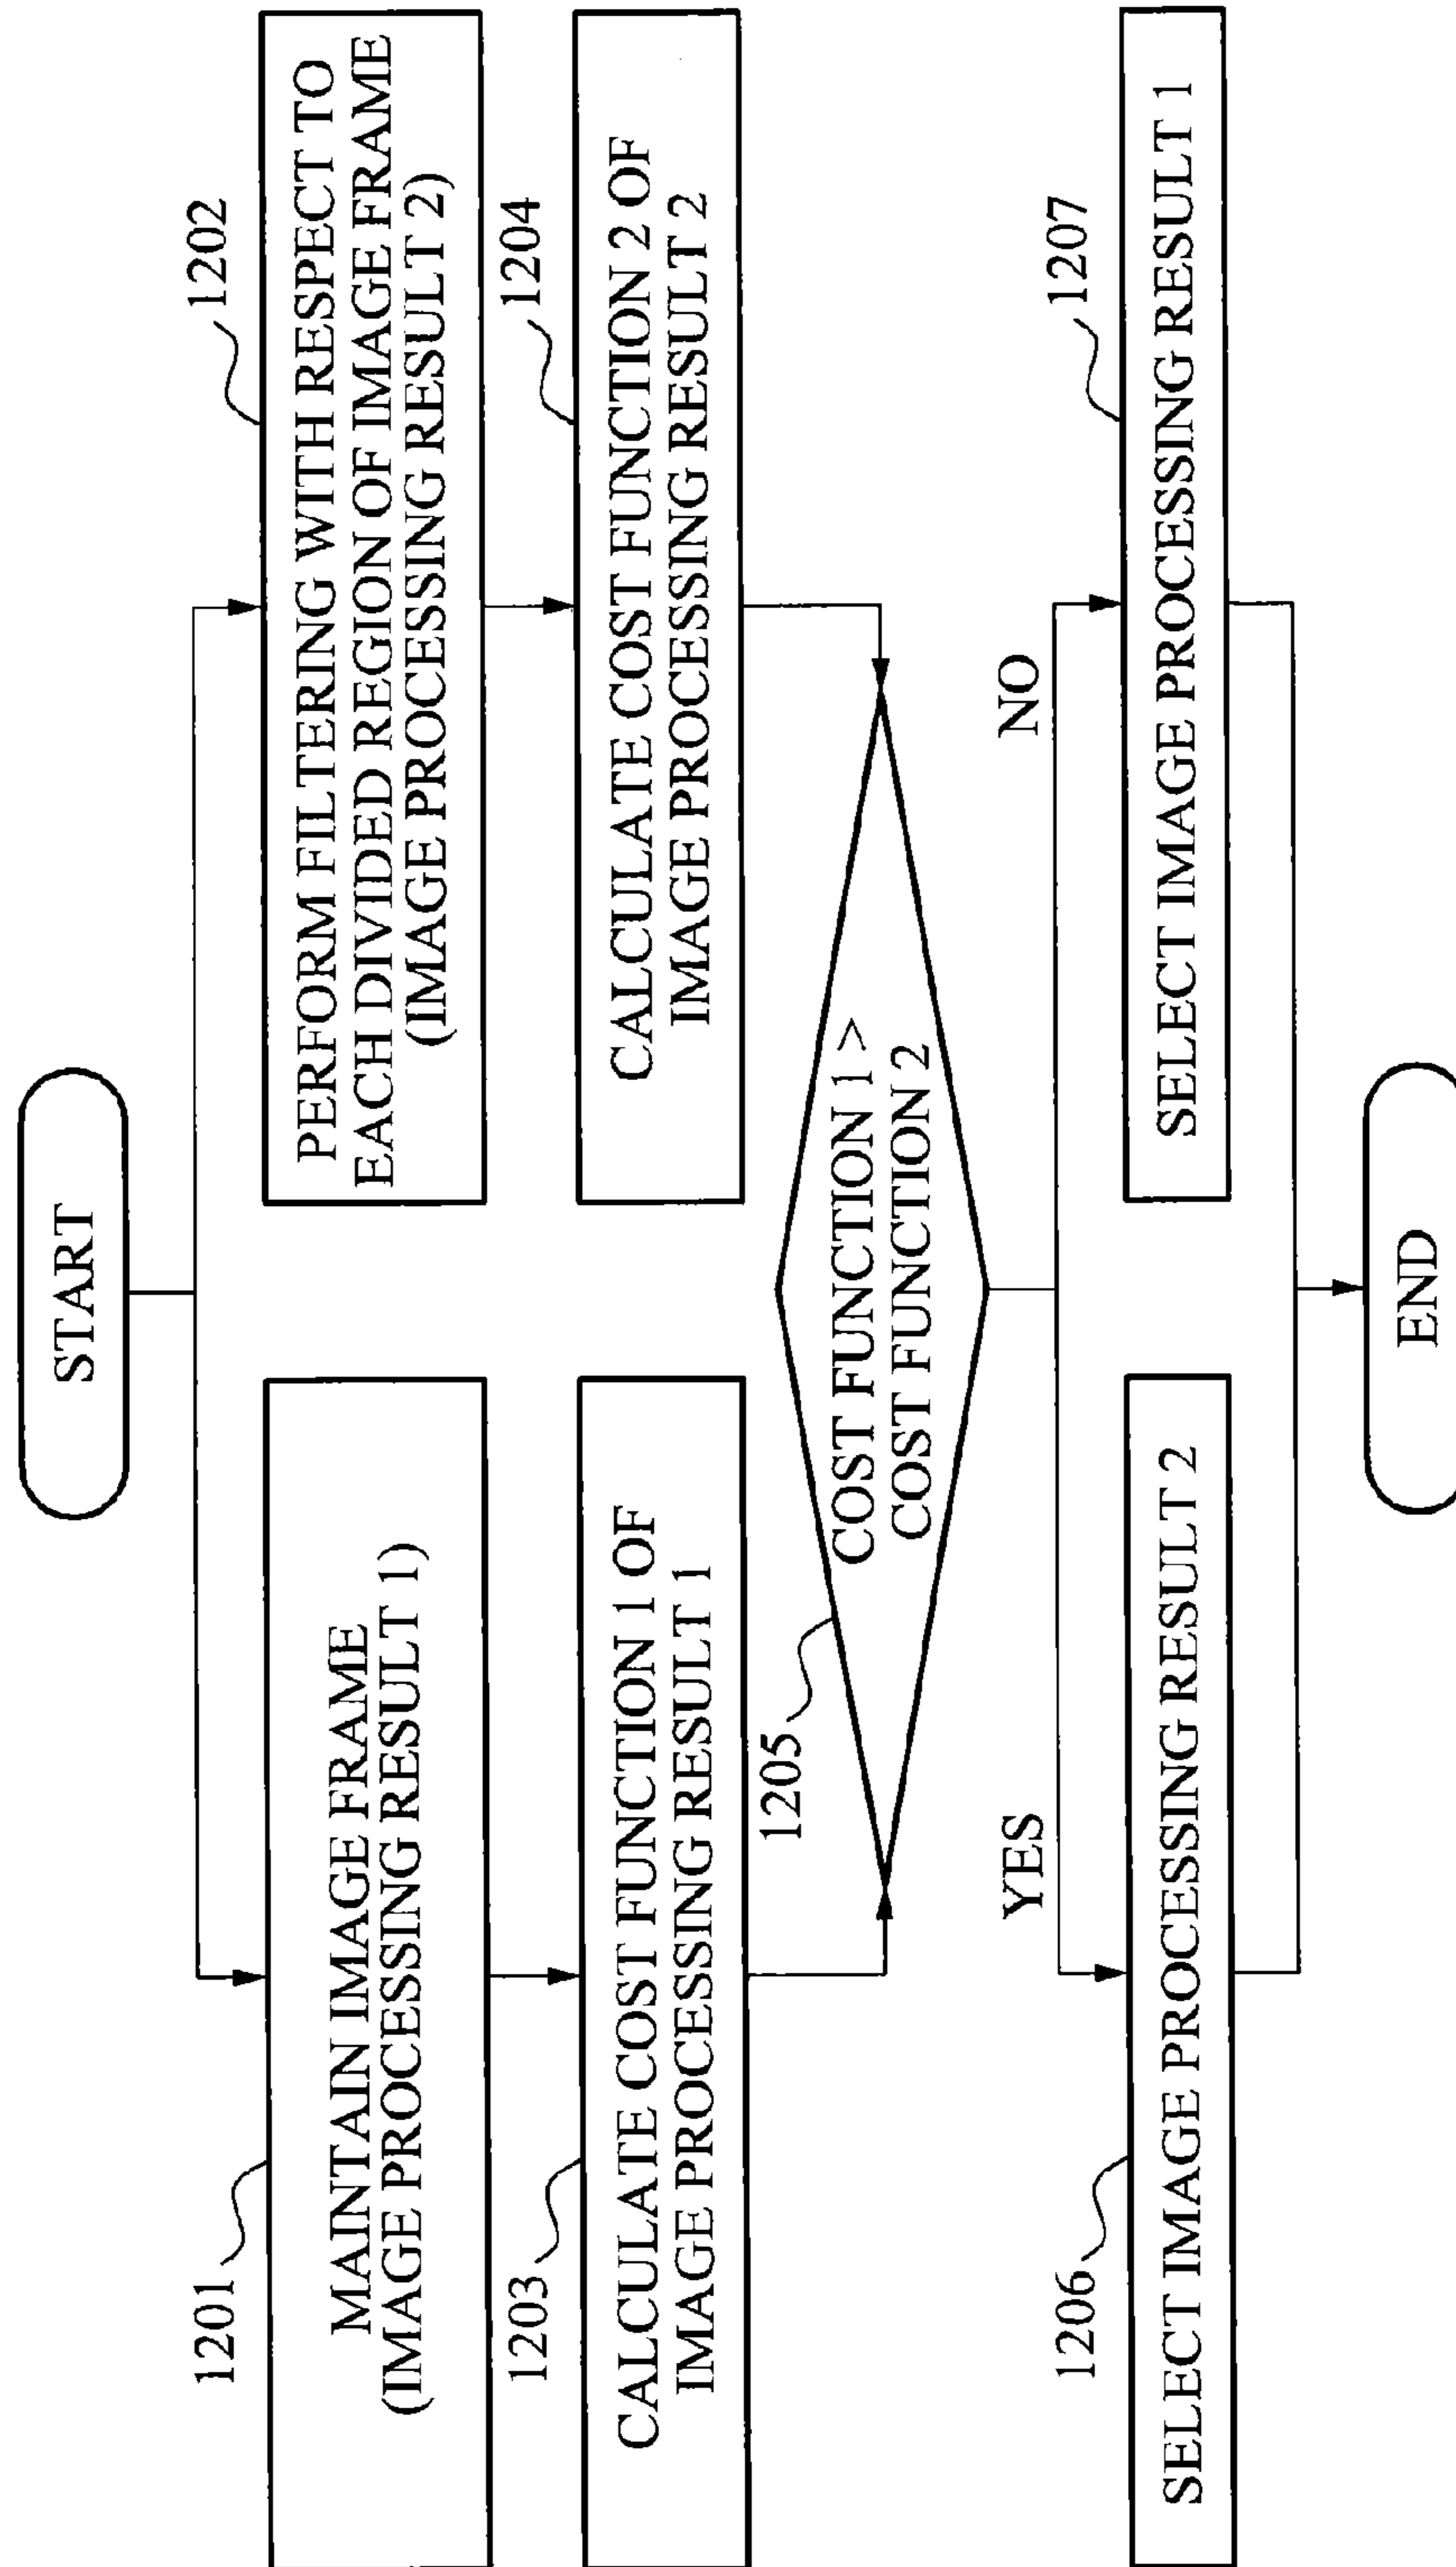 START
1201
MAINTAIN IMAGE FRAME
(IMAGE PROCESSING RESULT 1)
1202
PERFORM FILTERING WITH RESPECT TO
EACH DIVIDED REGION OF IMAGE FRAME
(IMAGE PROCESSING RESULT 2)
1203
CALCULATE COST FUNCTION 1 OF
IMAGE PROCESSING RESULT 1
1204
CALCULATE COST FUNCTION 2 OF
IMAGE PROCESSING RESULT 2
1205
COST FUNCTION 1 >
COST FUNCTION 2
YES
NO
1206
SELECT IMAGE PROCESSING RESULT 2
1207
SELECT IMAGE PROCESSING RESULT 1
END